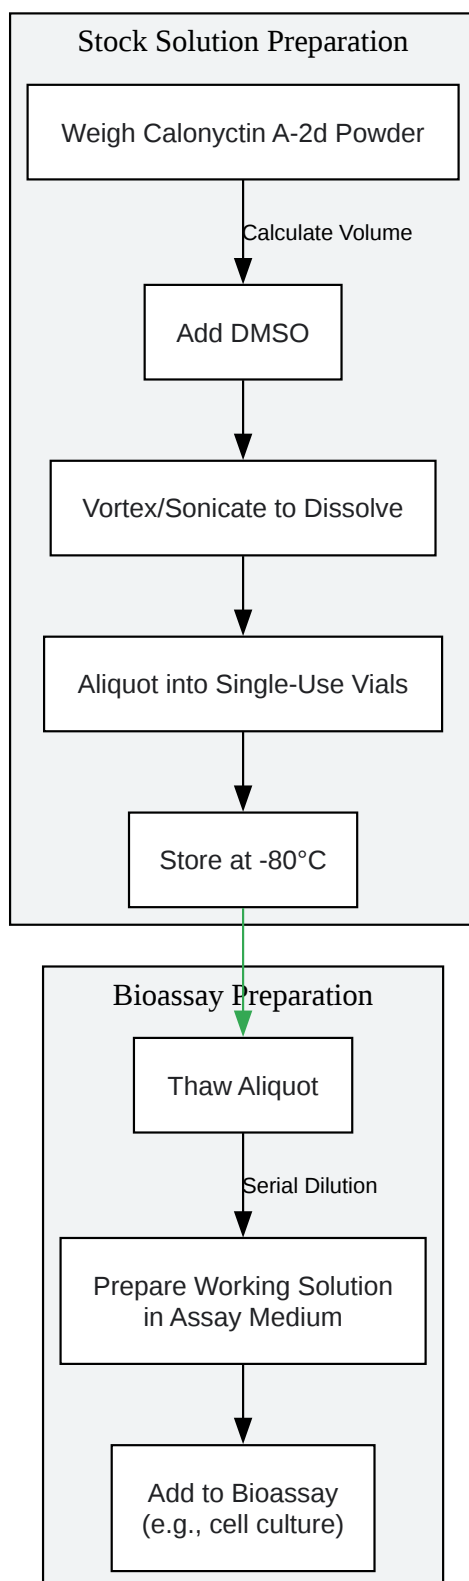 Stock Solution Preparation
Weigh Calonyctin A-2d Powder
Calculate Volume
Add DMSO
Vortex/Sonicate to Dissolve
Aliquot into Single-Use Vials
Store at -80°C
Bioassay Preparation
Thaw Aliquot
Serial Dilution
Prepare Working Solution
in Assay Medium
Add to Bioassay
(e.g., cell culture)